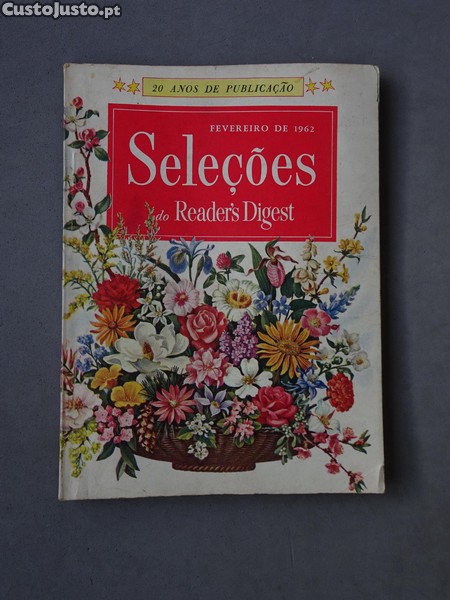 CustoJusto.pt
20 ANOS DE PUBLICAÇÃO
FEVEREIRO DE 1962
Seleções
do Reader's Digest